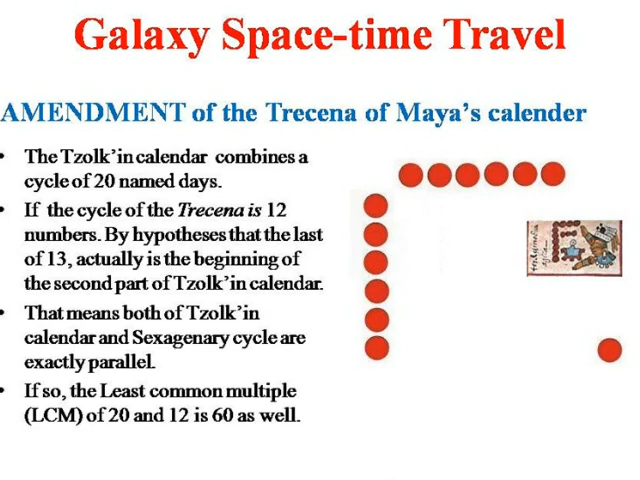 Galaxy Space-time Travel
AMENDMENT of the Trecena of Maya's calender
• The Tzolk'in calendar combines a
cycle of 20 named days.
• If the cycle of the Trecena is 12
numbers. By hypotheses that the last
of 13, actually is the beginning of
the second part of Tzolk'in calendar.
• That means both of Tzolk'in
calendar and Sexagenary cycle are
exactly parallel.
• If so, the Least common multiple
(LCM) of 20 and 12 is 60 as well.